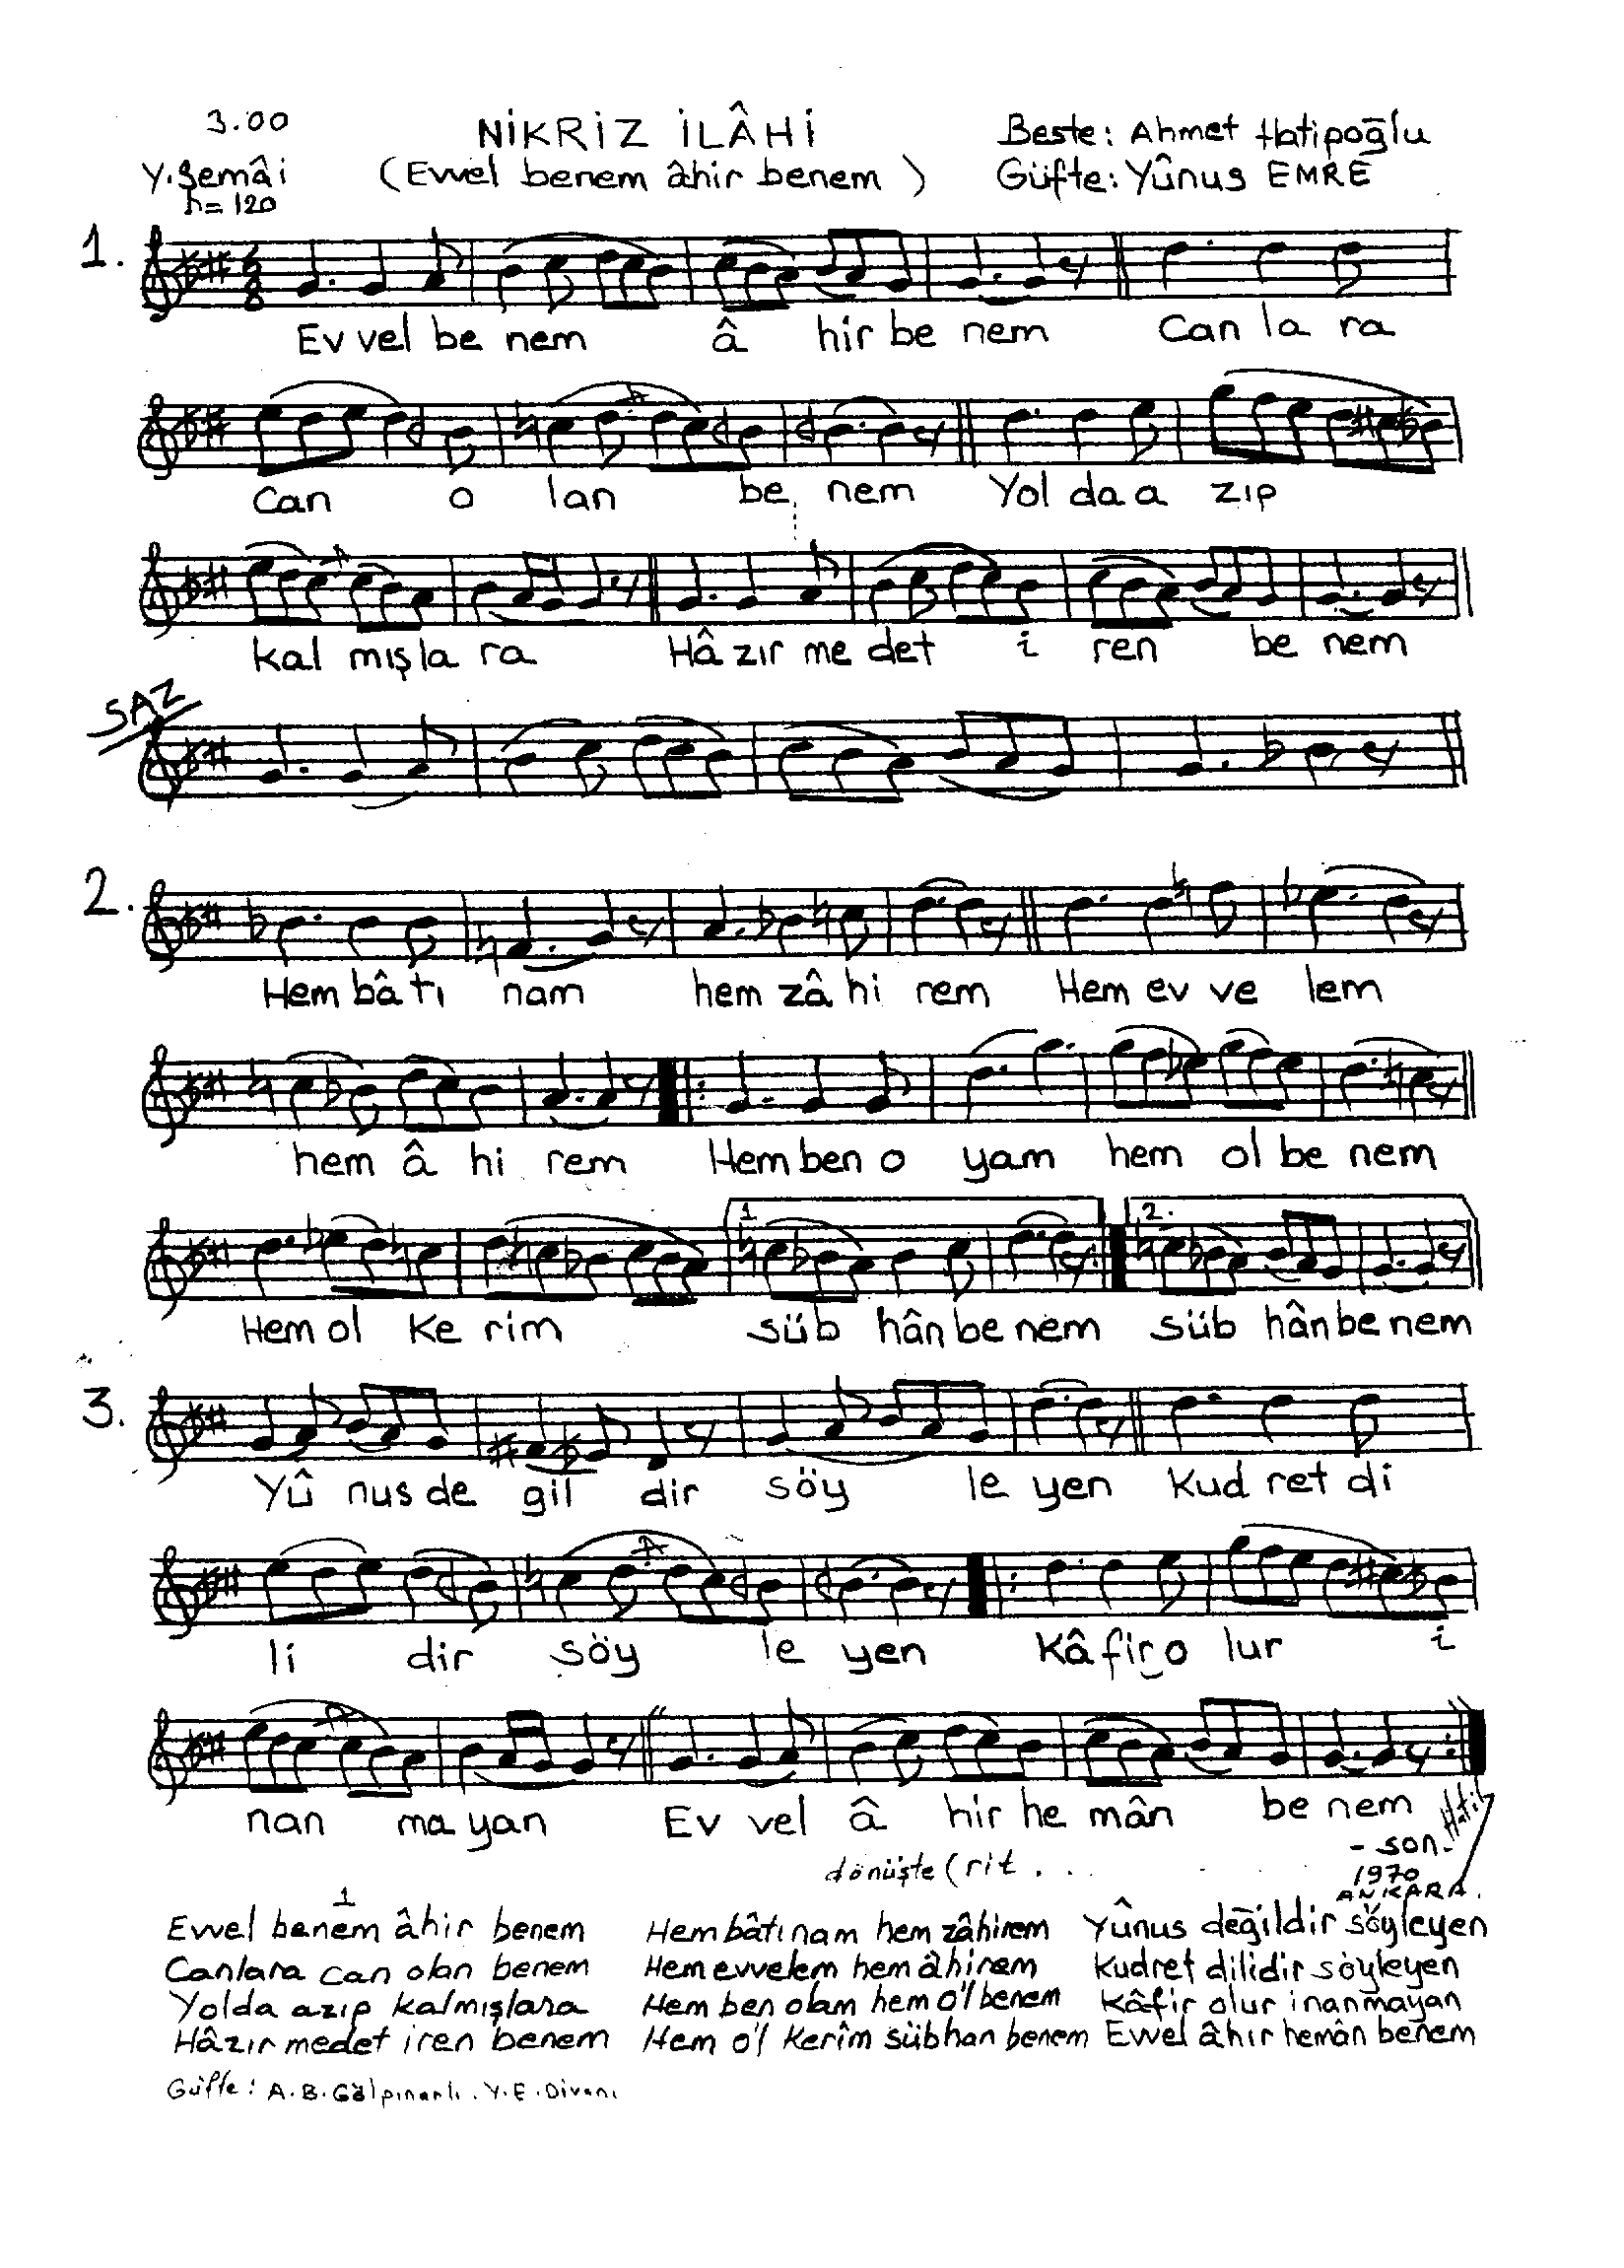 3.00
NİKRİZ İLÂHİ
Beste: Ahmet Hatipoğlu
Y.Semâi
(Evvel benem âhir benem)
Güfte: Yûnus EMRE
h=120
1.
Ev vel be nem â hir be nem Can la ra
Can o lan be nem Yol da a zıp
kal mış la ra Hâ zır me det i ren be nem
SAZ
2.
Hem bâ tı nam hem zâ hi rem Hem ev ve lem
hem â hi rem Hem ben o yam hem ol be nem
1 2.
Hem ol Ke rim süb hân be nem süb hân be nem
3.
Yû nus de gil dir söy le yen Kud ret di
li dir söy le yen Kâ fir o lur i
nan ma yan Ev vel â hir he mân be nem
dönüşte (rit . . .
- son.
1970
ANKARA.
1
Evvel benem âhir benem
Canlara can olan benem
Yolda azıp kalmışlara
Hâzır medet iren benem
Hem bâtınam hem zâhirem
Hem evvelem hem âhirem
Hem ben olam hem o'l benem
Hem o'l Kerîm sübhan benem
Yûnus değildir söyleyen
Kudret dilidir söyleyen
Kâfir olur inanmayan
Evvel âhır hemân benem
Güfte: A.B.Gölpınarlı. Y.E.Divanı